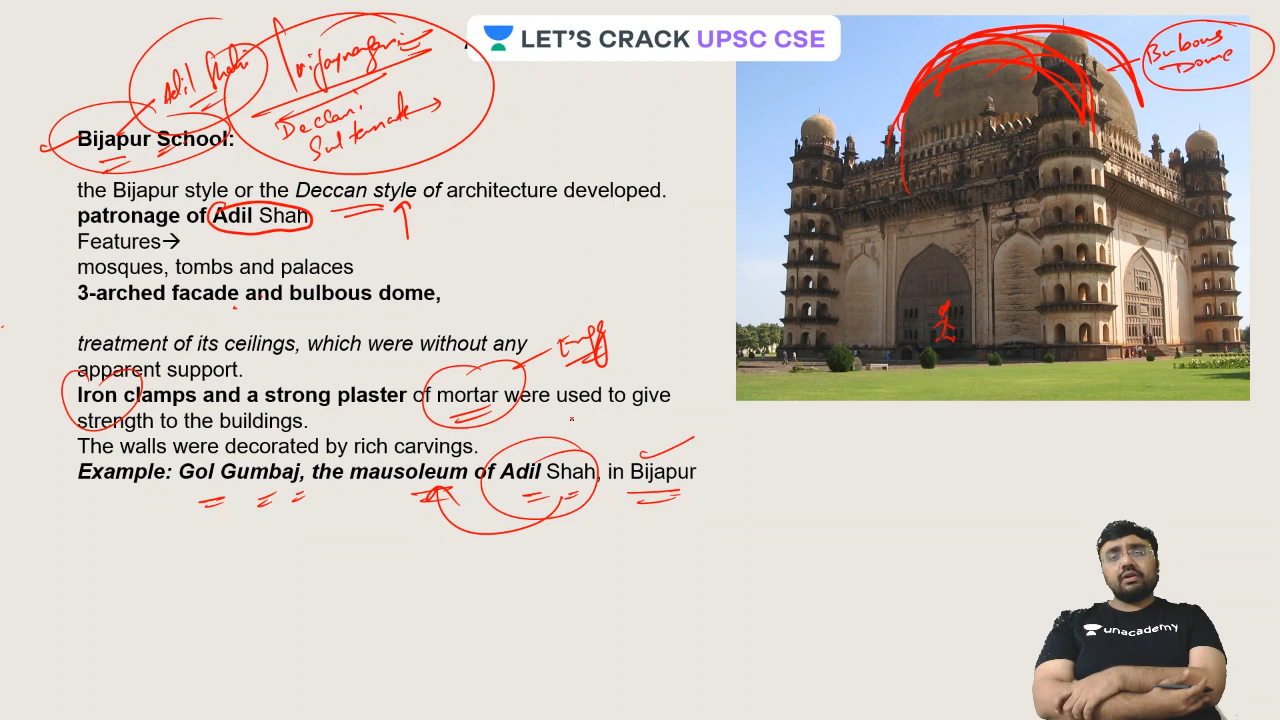 LET'S CRACK UPSC CSE
Adil Shahi
Vijaynagari
Deccani
Sultanate
Bulbous
Dome
Bijapur School:
the Bijapur style or the Deccan style of architecture developed.
patronage of Adil Shah
Features→
mosques, tombs and palaces
3-arched facade and bulbous dome,
treatment of its ceilings, which were without any
apparent support.
Iron clamps and a strong plaster of mortar were used to give
strength to the buildings.
The walls were decorated by rich carvings.
Example: Gol Gumbaj, the mausoleum of Adil Shah, in Bijapur
unacademy